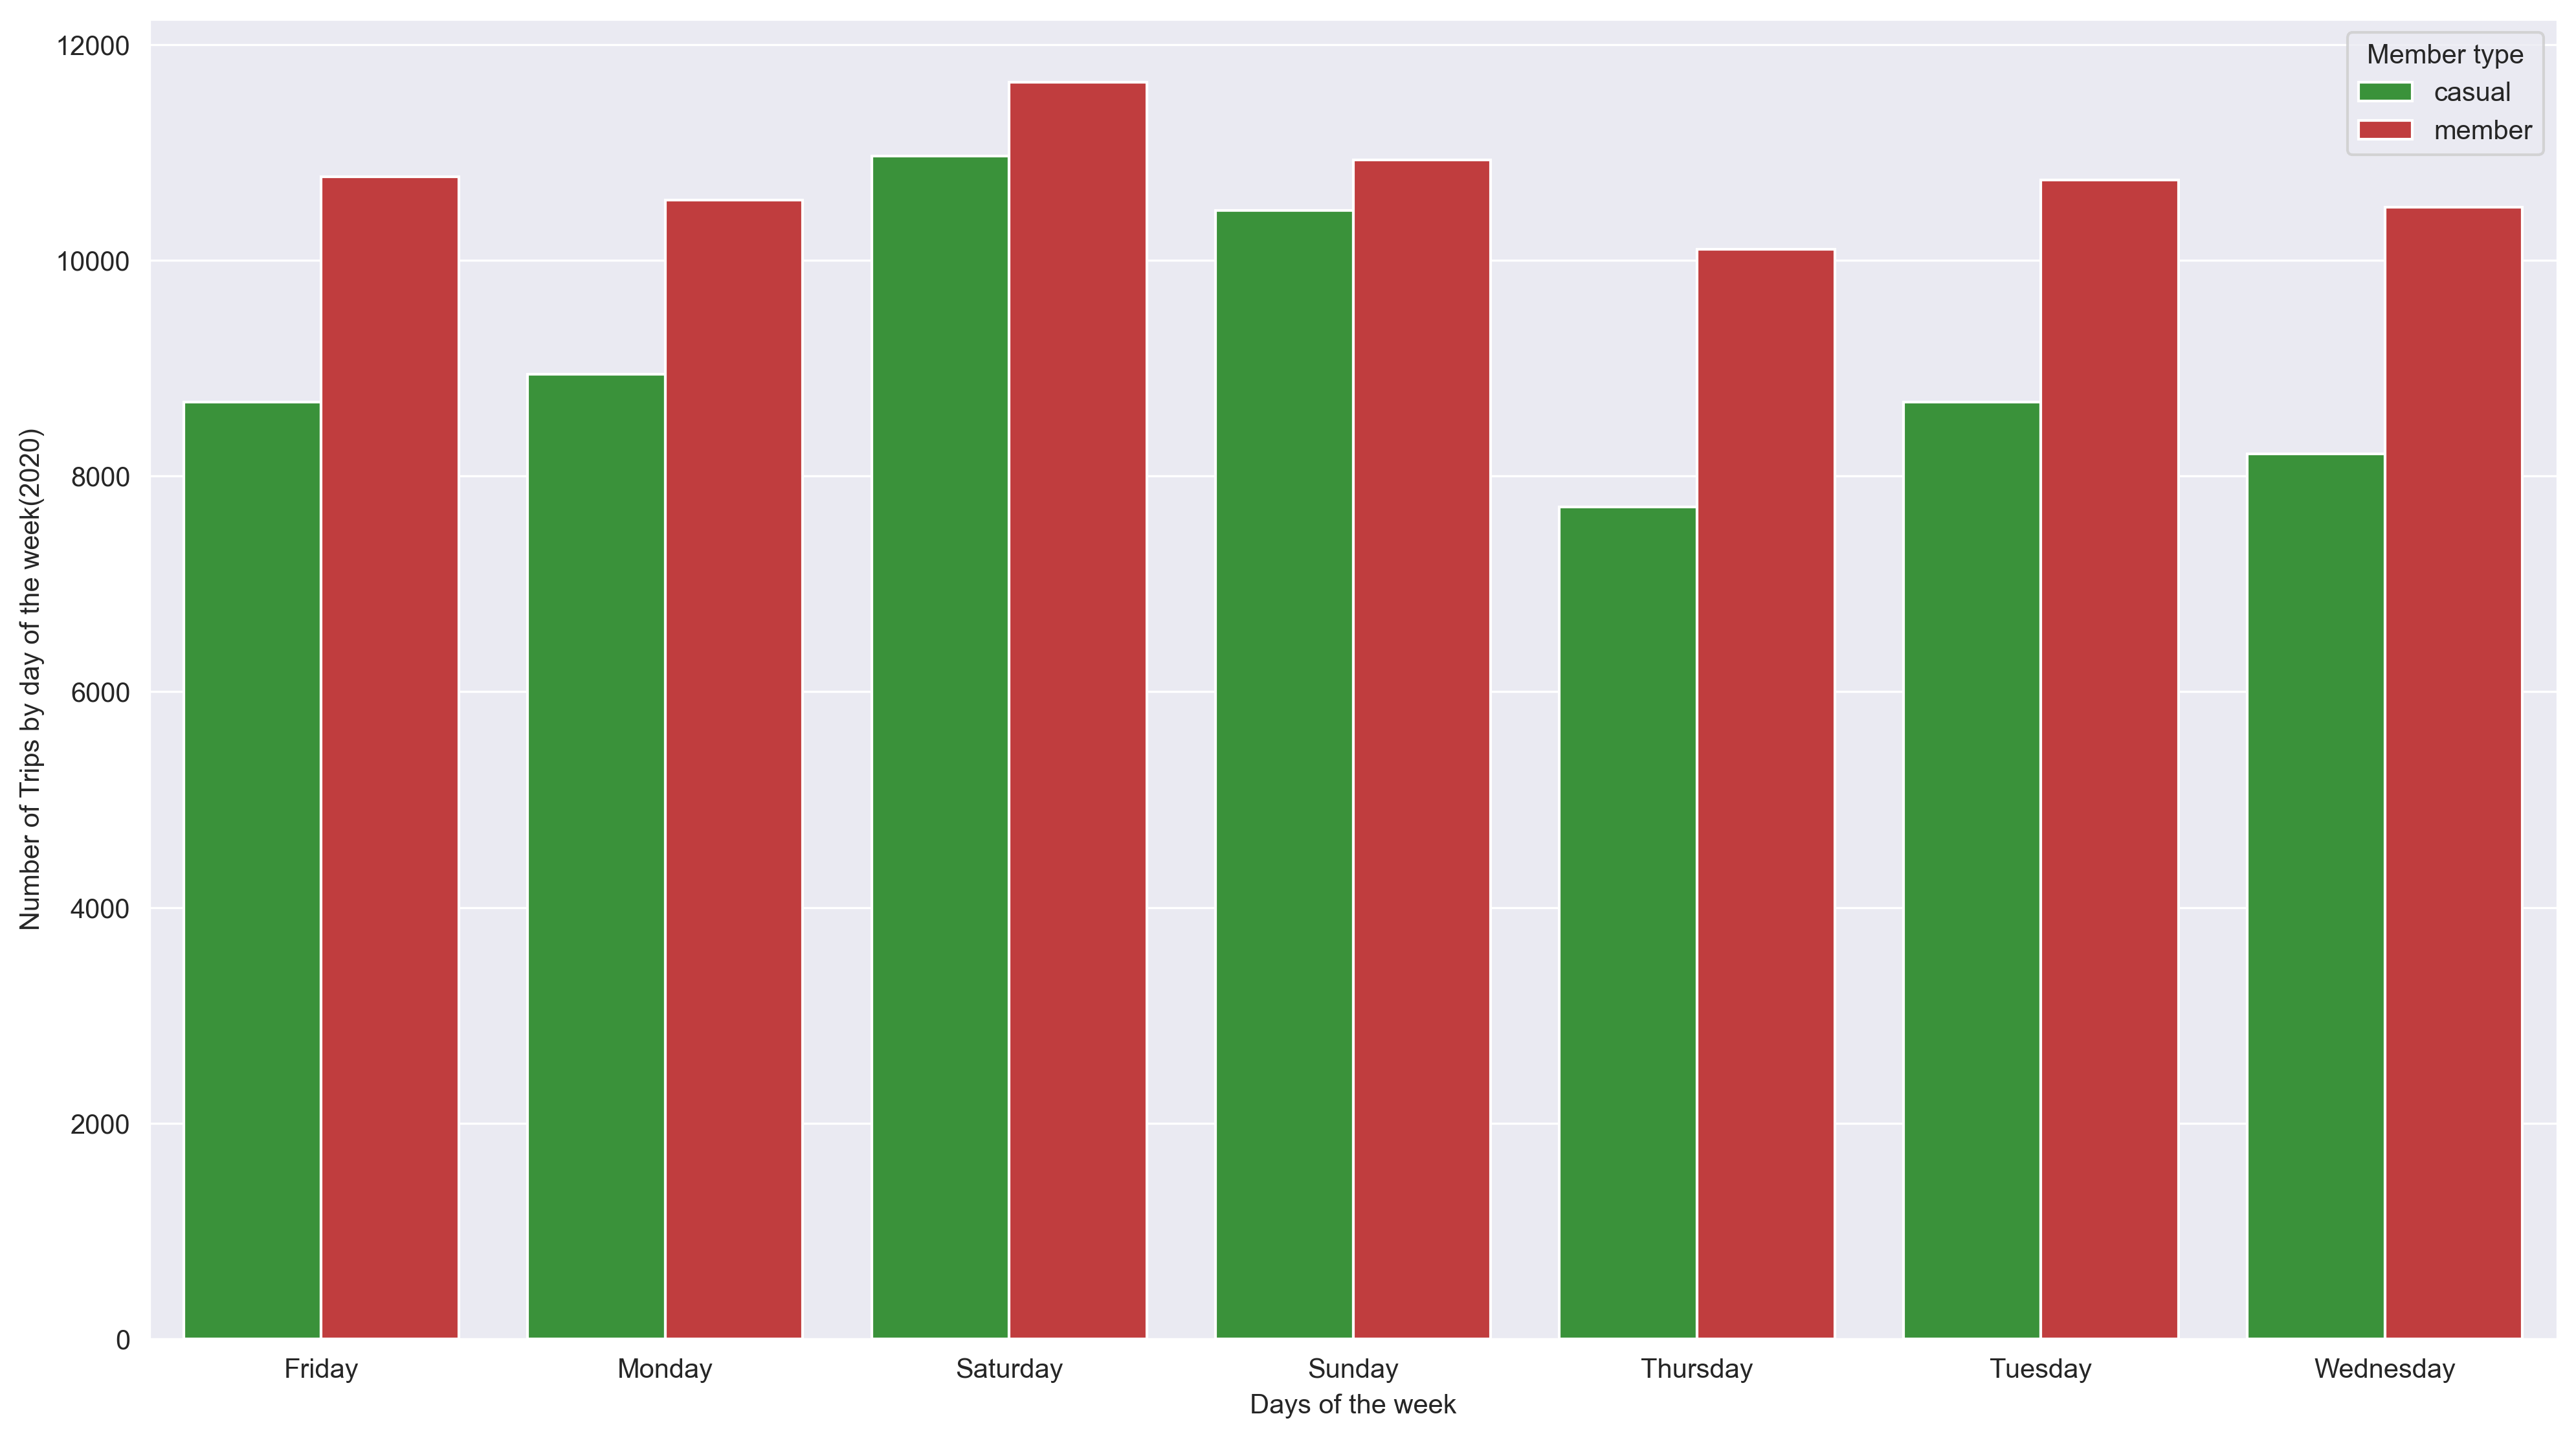 Number of Trips by day of the week(2020)
12000
10000
8000
6000
4000
2000
0
Member type
casual
member
Friday
Monday
Saturday
Sunday
Thursday
Tuesday
Wednesday
Days of the week